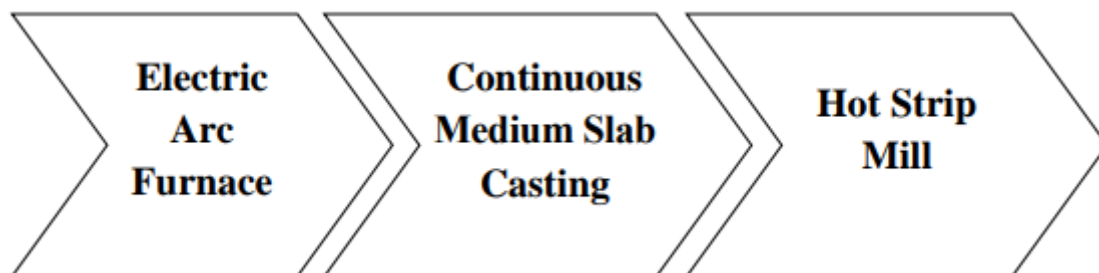 Electric
Arc
Furnace
Continuous
Medium Slab
Casting
Hot Strip
Mill